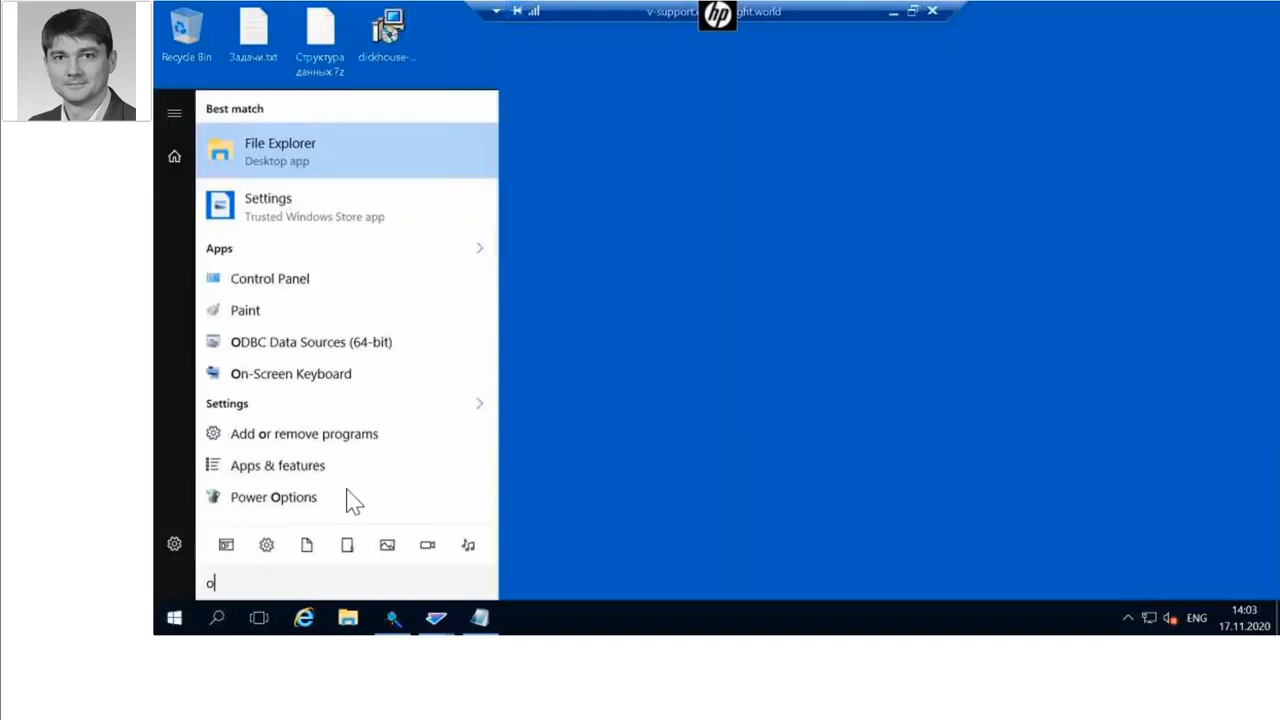 v-support.
ght.world
hp
Recycle Bin
Задачи.txt
Структура
данных.7z
Best match
File Explorer
Desktop app
Settings
Trusted Windows Store app
Apps
Control Panel
Paint
ODBC Data Sources (64-bit)
On-Screen Keyboard
Settings
Add or remove programs
Apps & features
Power Options
o
ENG
14:03
17.11.2020